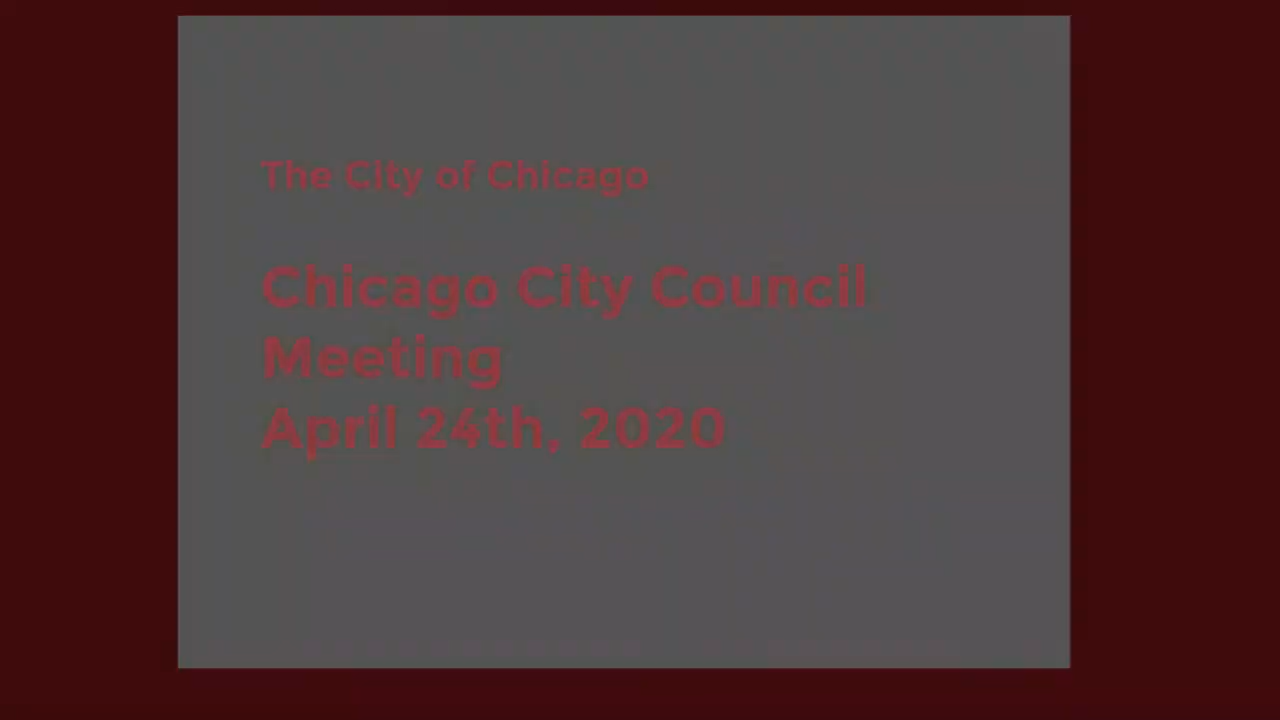 The City of Chicago
Chicago City Council
Meeting
April 24th, 2020